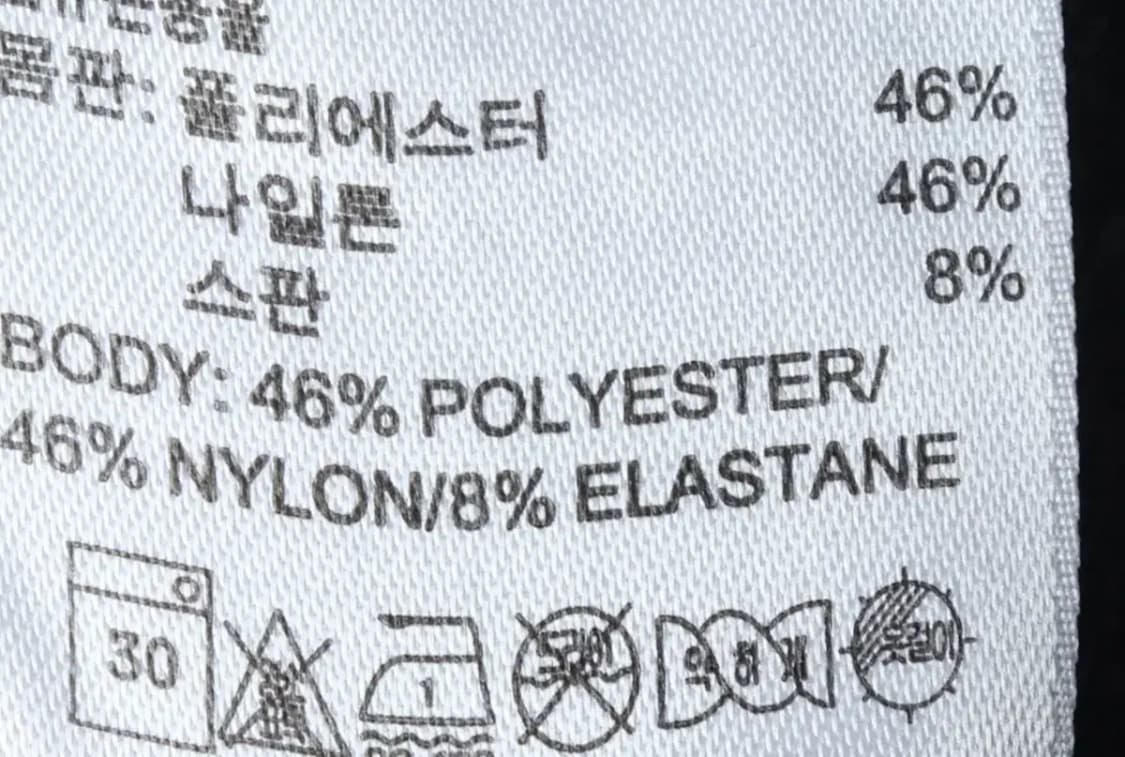 몸판: 폴리에스터 46%
나일론 46%
스판 8%
BODY: 46% POLYESTER/
46% NYLON/8% ELASTANE
30 1 드라이 약하게 옷걸이